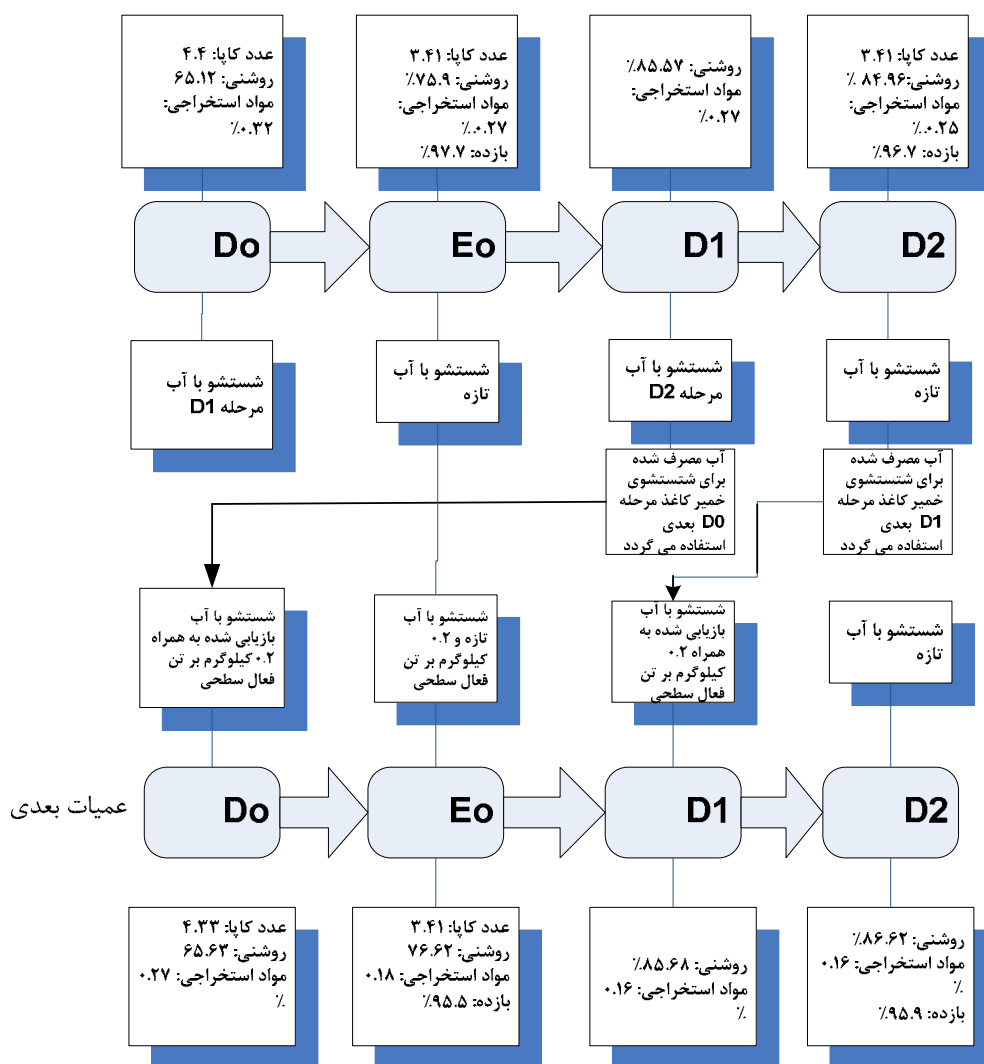 عدد کاپا: ۴.۴
روشنی: ۶۵.۱۲
مواد استخراجی:
٪۰.۳۲
عدد کاپا: ۳.۴۱
روشنی: ۷۵.۹٪
مواد استخراجی:
۰.۲۷.٪
بازده: ۹۷.۷٪
روشنی: ۸۵.۵۷٪
مواد استخراجی:
۰.۲۷٪
عدد کاپا: ۳.۴۱
روشنی:۸۴.۹۶ ٪
مواد استخراجی:
۰.۲۵.٪
بازده: ۹۶.۷٪
Do
Eo
D1
D2
شستشو با آب
مرحله D1
شستشو با آب
تازه
شستشو با آب
مرحله D2
شستشو با آب
تازه
آب مصرف شده
برای شتستشوی
خمیر کاغذ مرحله
D0 بعدی
استفاده می گردد
آب مصرف شده
برای شستشوی
خمیر کاغذ مرحله
D1 بعدی
استفاده می گردد
شستشو با آب
بازیابی شده به همراه
۰.۲ کیلوگرم بر تن
فعال سطحی
شستشو با آب
تازه و ۰.۲
کیلوگرم بر تن
فعال سطحی
شستشو با آب
بازیابی شده به
همراه ۰.۲
کیلوگرم بر تن
فعال سطحی
شستشو با آب
تازه
عمیات بعدی
Do
Eo
D1
D2
عدد کاپا: ۴.۳۳
روشنی: ۶۵.۶۳
مواد استخراجی: ۰.۲۷
٪
عدد کاپا: ۳.۴۱
روشنی: ۷۶.۶۲
مواد استخراجی: ۰.۱۸
بازده: ۹۵.۵٪
روشنی: ۸۵.۶۸٪
مواد استخراجی: ۰.۱۶
٪
روشنی: ۸۶.۶۲٪
مواد استخراجی: ۰.۱۶
٪
بازده: ۹۵.۹٪